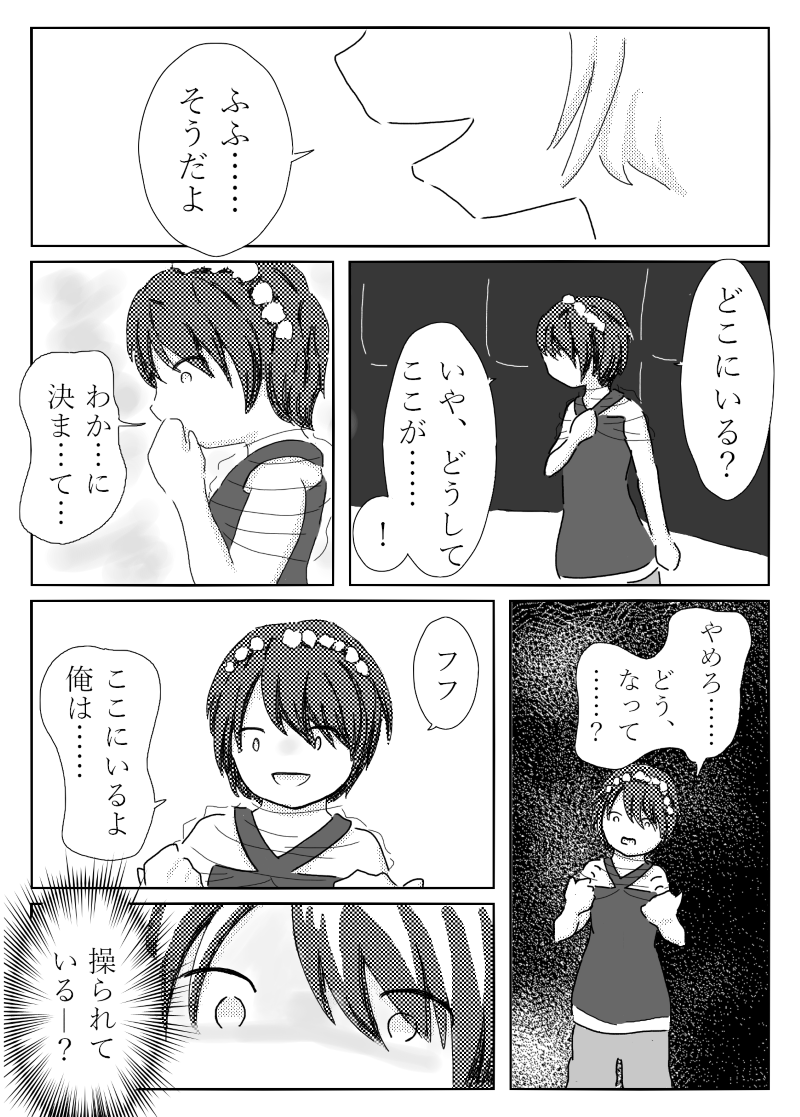 ふふ……
そうだよ
どこにいる？
いや、どうして
ここが……
！
わか…に
決ま…て…
やめろ……
どう、
なって
……？
フフ
ここにいるよ
俺は……
操られて
いる―？